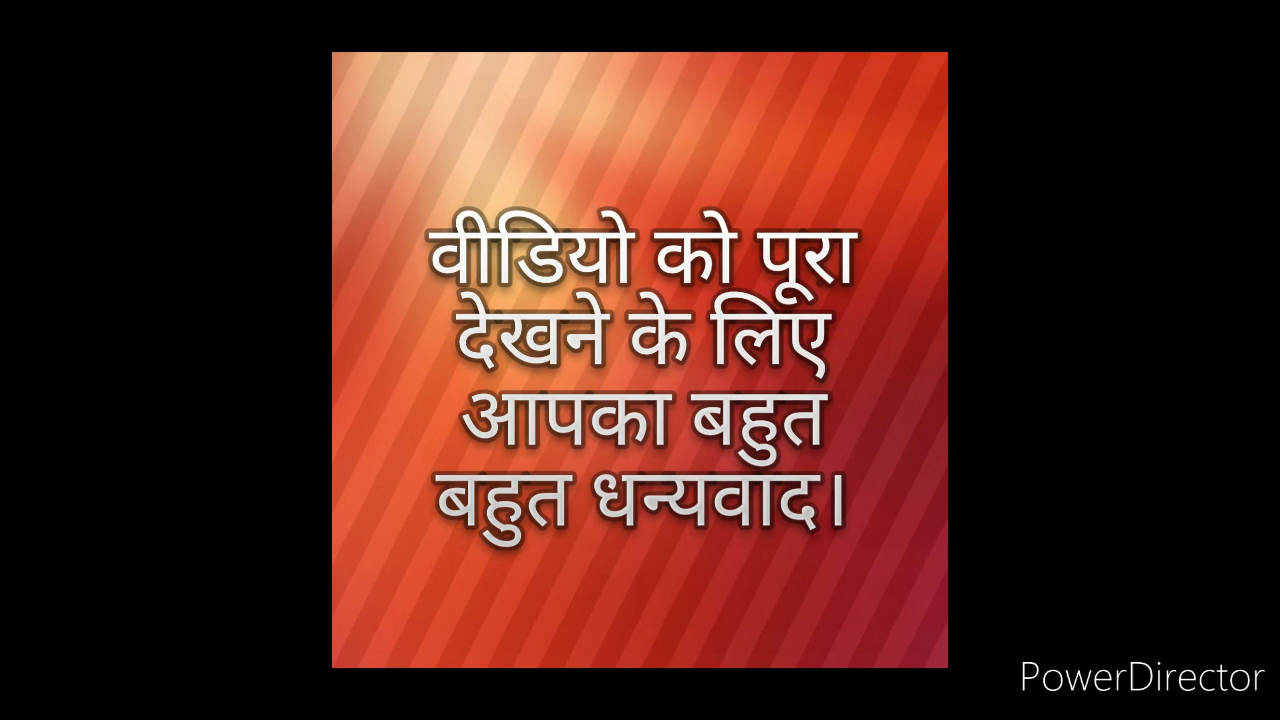 वीडियो को पूरा
देखने के लिए
आपका बहुत
बहुत धन्यवाद।
PowerDirector